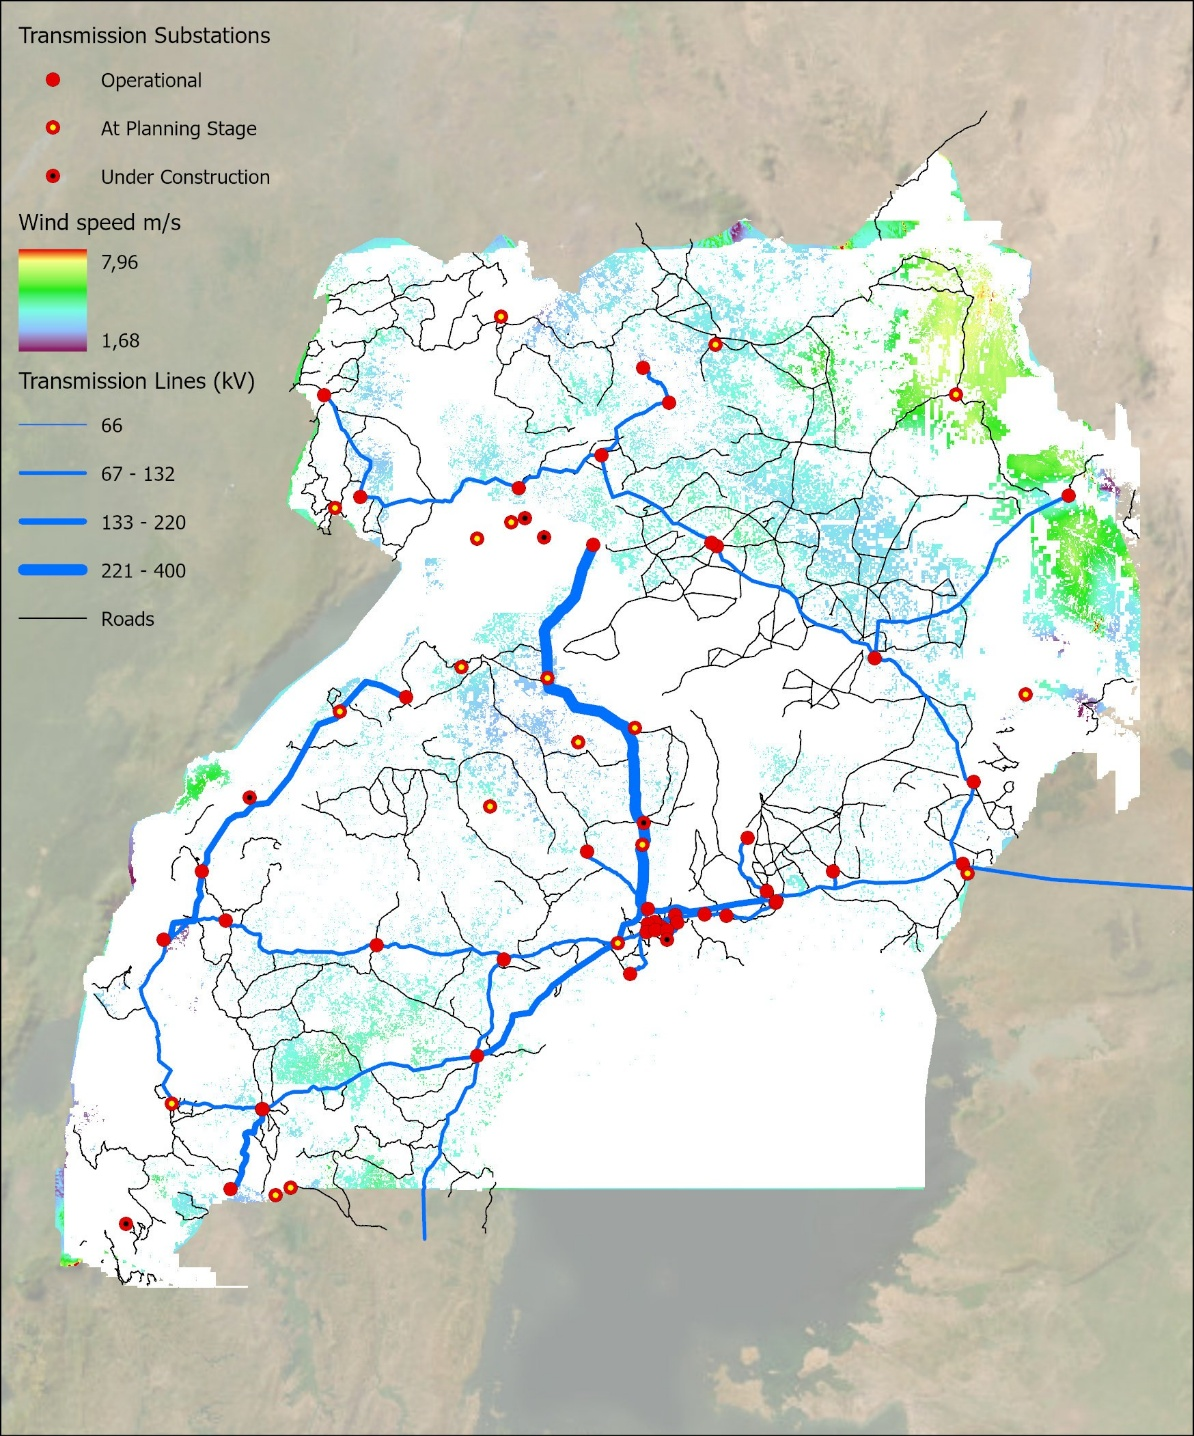 Transmission Substations
Operational
At Planning Stage
Under Construction
Wind speed m/s
7,96
1,68
Transmission Lines (kV)
66
67 - 132
133 - 220
221 - 400
Roads